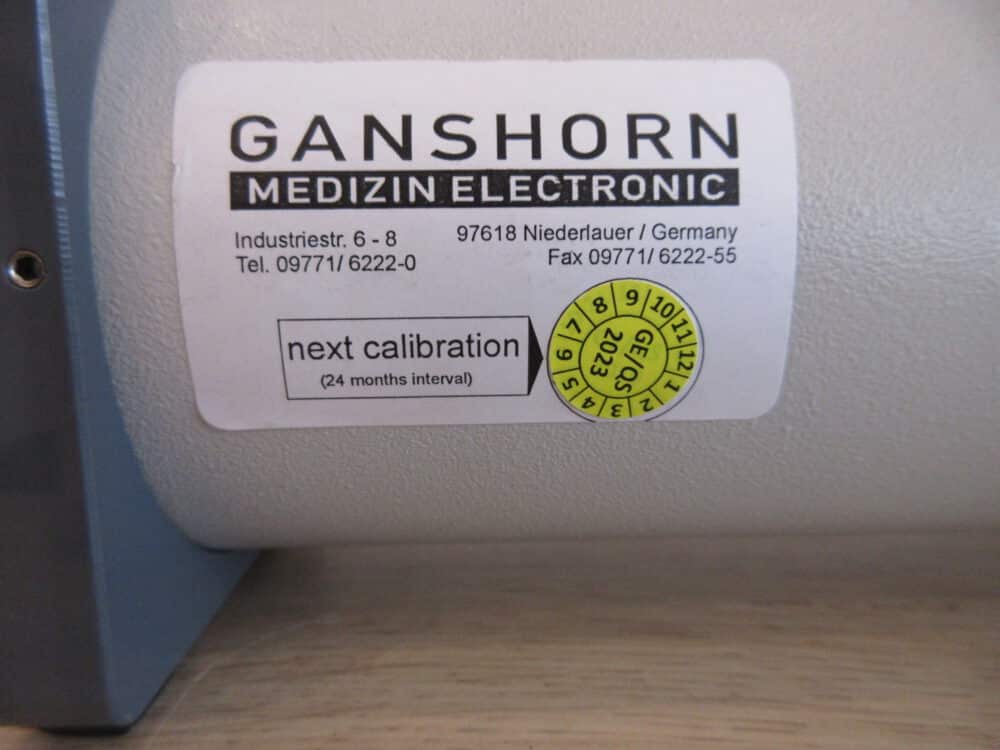 GANSHORN
MEDIZIN ELECTRONIC
Industriestr. 6 - 8
Tel. 09771/ 6222-0
97618 Niederlauer / Germany
Fax 09771/ 6222-55
next calibration
(24 months interval)
1 2 3 4 5 6 7 8 9 10 11 12
GE/QS
2023